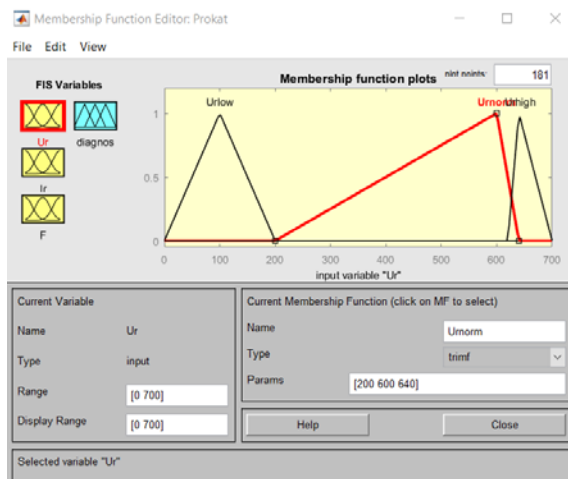 Membership Function Editor: Prokat
File Edit View
FIS Variables
Membership function plots
plot points:
181
Ur
diagnos
Ir
F
Urlow
Urnorm
Urhigh
1
0.5
0
0 100 200 300 400 500 600 700
input variable "Ur"
Current Variable
Name Ur
Type input
Range [0 700]
Display Range [0 700]
Current Membership Function (click on MF to select)
Name Urnorm
Type trimf
Params [200 600 640]
Help Close
Selected variable "Ur"